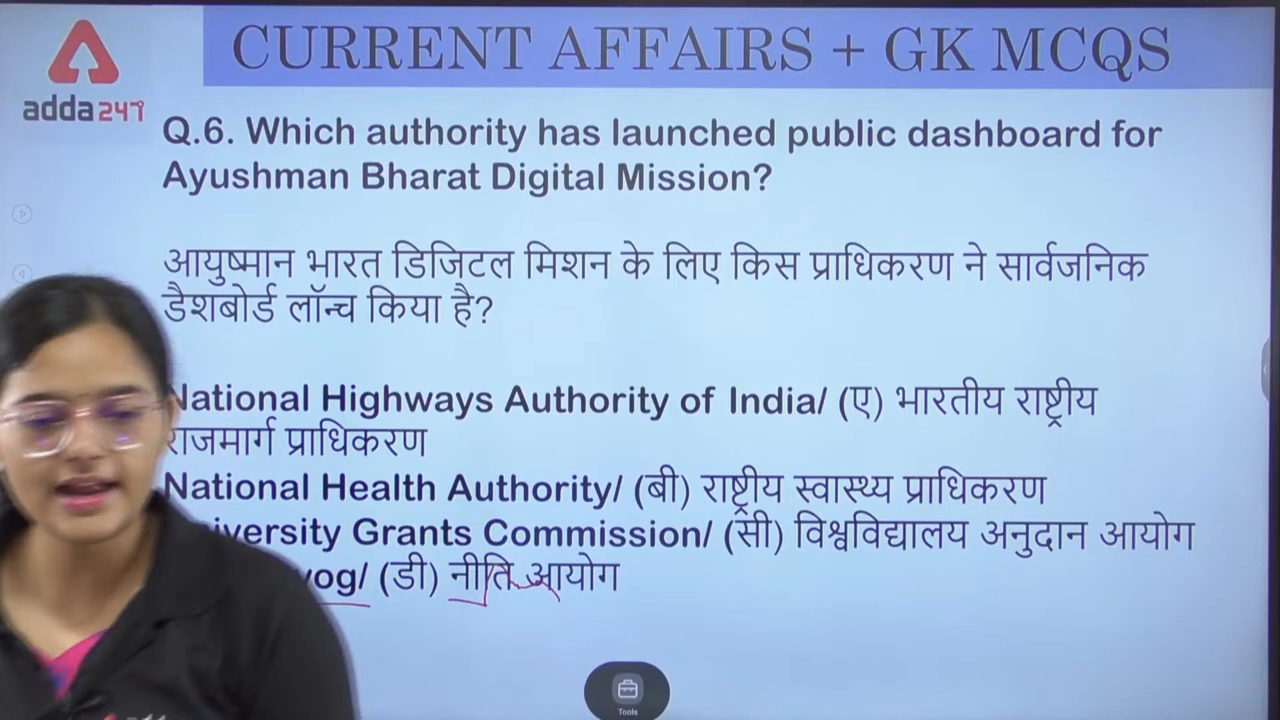 CURRENT AFFAIRS + GK MCQS
adda247
Q.6. Which authority has launched public dashboard for
Ayushman Bharat Digital Mission?
आयुष्मान भारत डिजिटल मिशन के लिए किस प्राधिकरण ने सार्वजनिक
डैशबोर्ड लॉन्च किया है?
National Highways Authority of India/ (ए) भारतीय राष्ट्रीय
राजमार्ग प्राधिकरण
National Health Authority/ (बी) राष्ट्रीय स्वास्थ्य प्राधिकरण
Grants Commission/ (सी) विश्वविद्यालय अनुदान आयोग
(डी) नीति आयोग
Tools